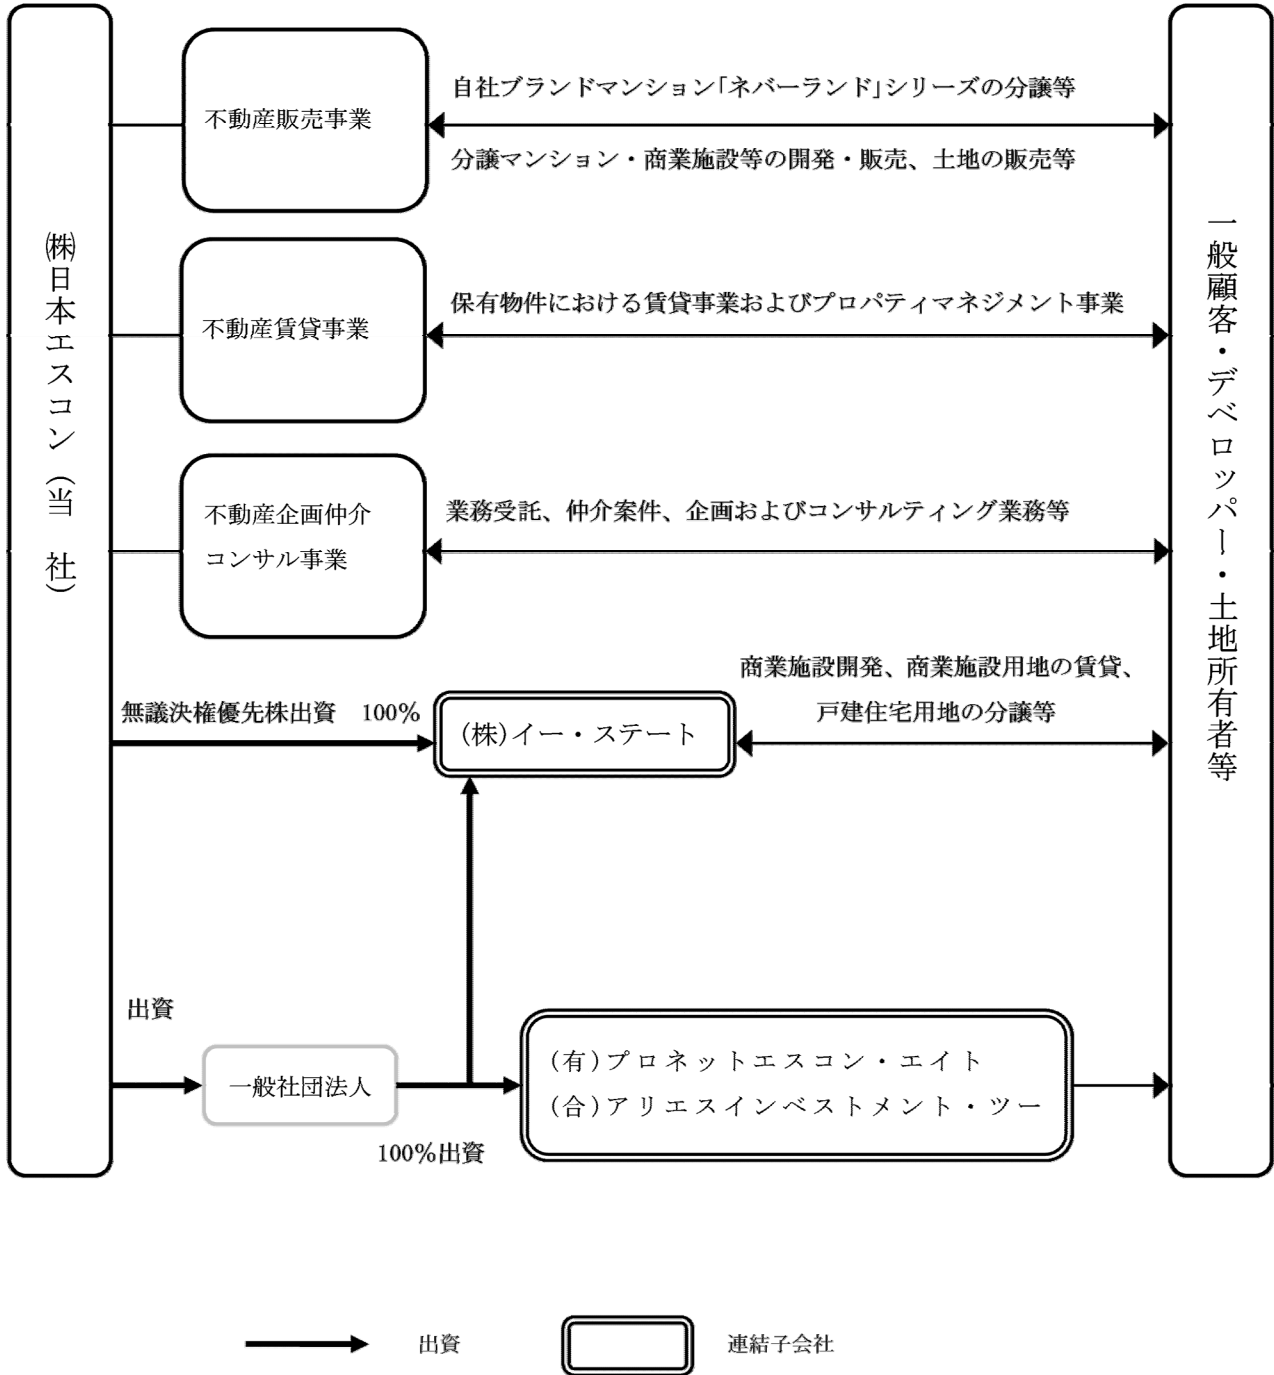 ㈱日本エスコン（当　社）
不動産販売事業
自社ブランドマンション「ネバーランド」シリーズの分譲等
分譲マンション・商業施設等の開発・販売、土地の販売等
不動産賃貸事業
保有物件における賃貸事業およびプロパティマネジメント事業
不動産企画仲介
コンサル事業
業務受託、仲介案件、企画およびコンサルティング業務等
無議決権優先株出資　100％
(株)イー・ステート
商業施設開発、商業施設用地の賃貸、
戸建住宅用地の分譲等
出資
一般社団法人
100％出資
(有)プロネットエスコン・エイト
(合)アリエスインベストメント・ツー
一般顧客・デベロッパー・土地所有者等
出資
連結子会社